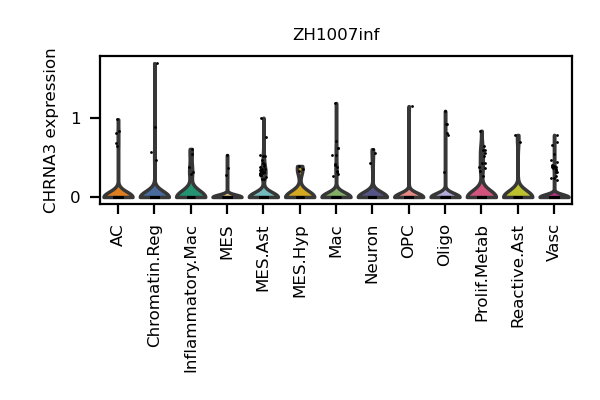 ZH1007inf
CHRNA3 expression
1
0
AC
Chromatin.Reg
Inflammatory.Mac
MES
MES.Ast
MES.Hyp
Mac
Neuron
OPC
Oligo
Prolif.Metab
Reactive.Ast
Vasc